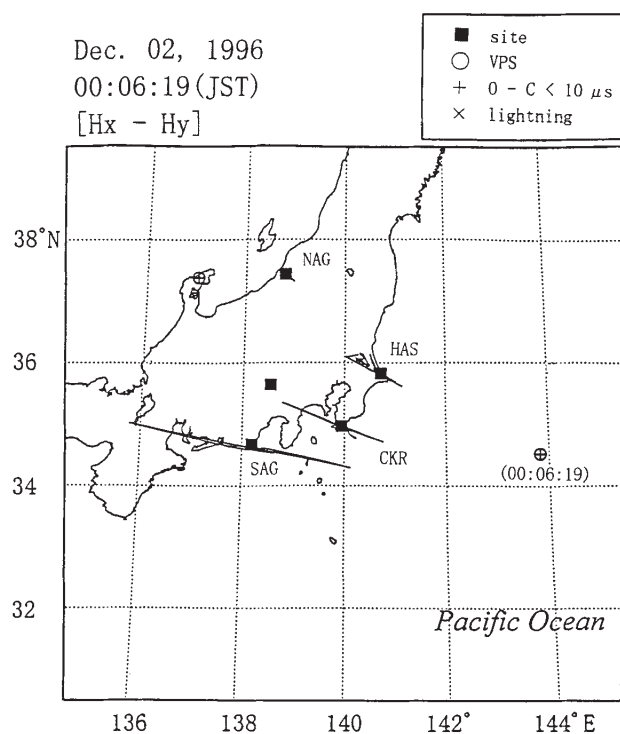 Dec. 02, 1996
00:06:19(JST)
[Hx - Hy]
■ site
○ VPS
+ 0 - C < 10 μs
× lightning
38°N
36
34
32
NAG
HAS
CKR
SAG
(00:06:19)
Pacific Ocean
136 138 140 142° 144°E